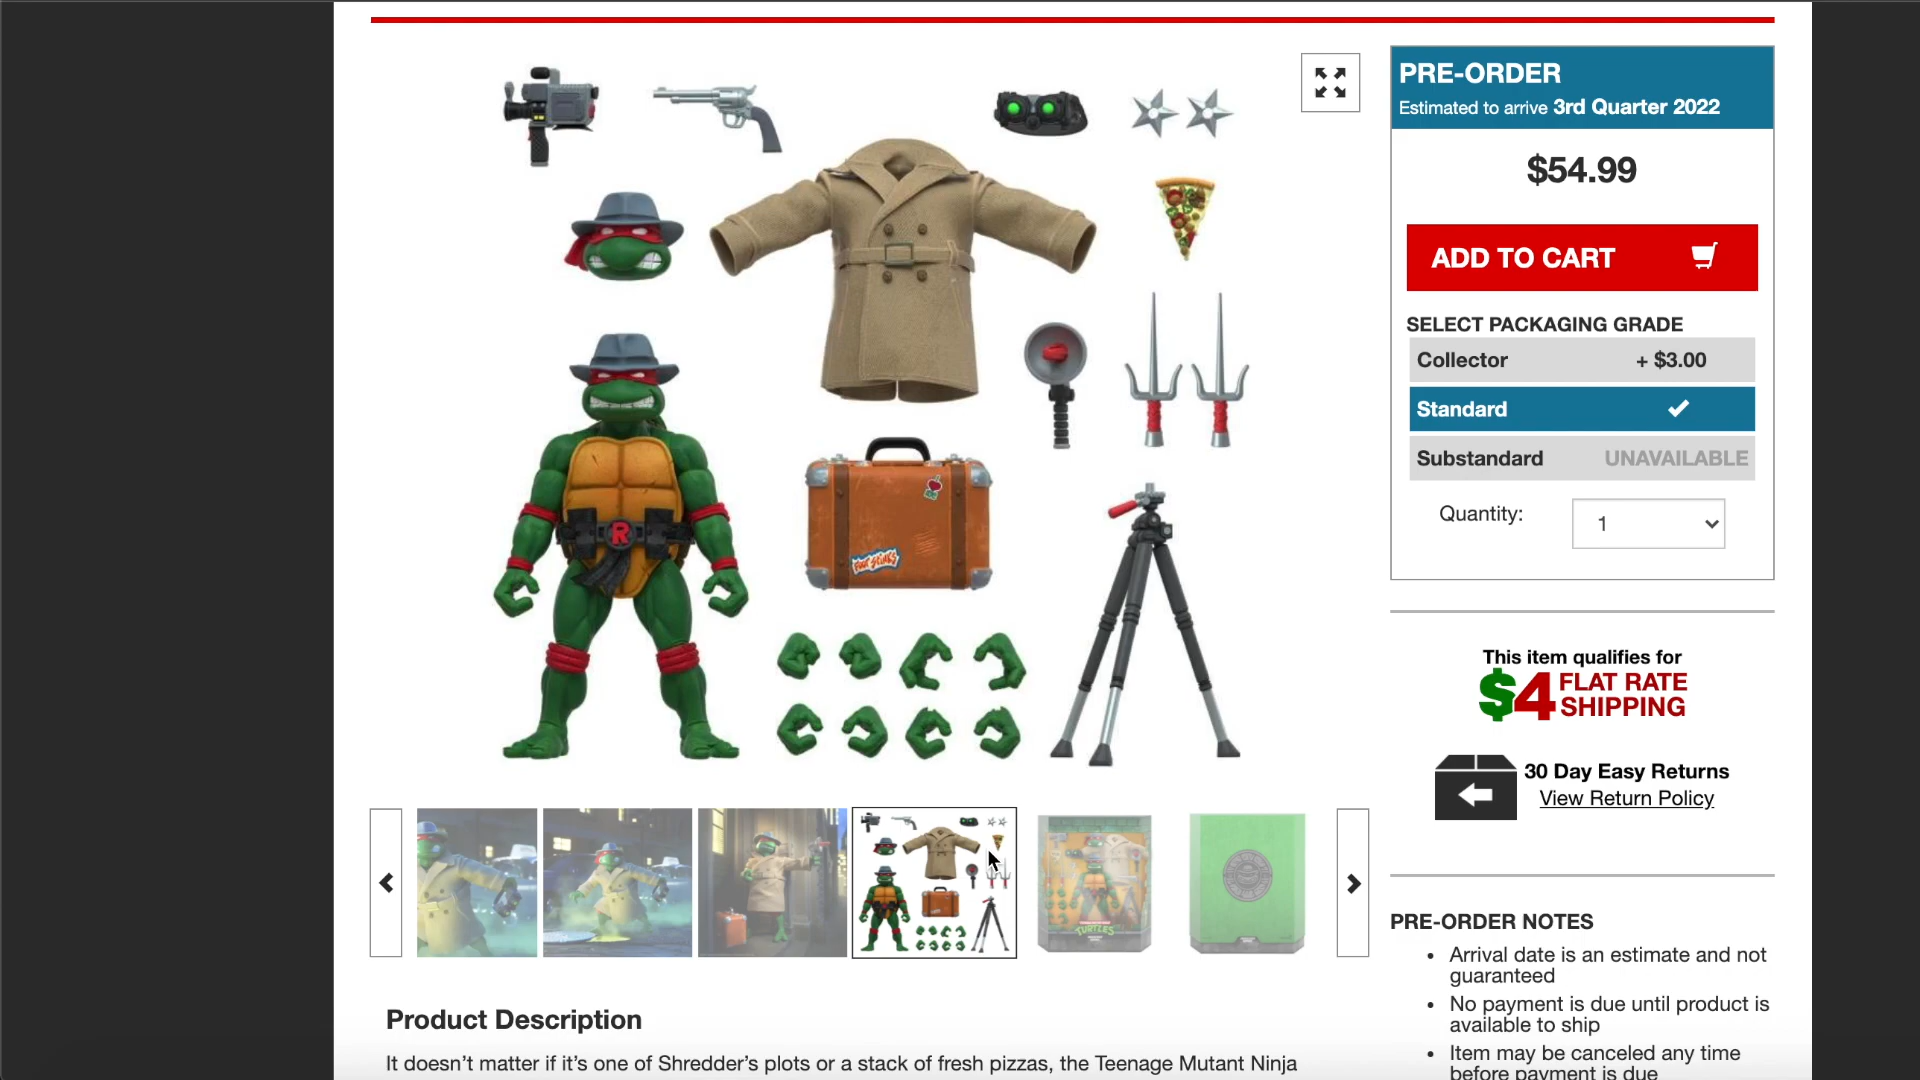 PRE-ORDER
Estimated to arrive 3rd Quarter 2022
$54.99
ADD TO CART
SELECT PACKAGING GRADE
Collector + $3.00
Standard
Substandard UNAVAILABLE
Quantity: 1
This item qualifies for
$4 FLAT RATE
SHIPPING
30 Day Easy Returns
View Return Policy
PRE-ORDER NOTES
• Arrival date is an estimate and not
guaranteed
• No payment is due until product is
available to ship
• Item may be canceled any time
before payment is due
R
TURTLES
Product Description
It doesn’t matter if it’s one of Shredder’s plots or a stack of fresh pizzas, the Teenage Mutant Ninja